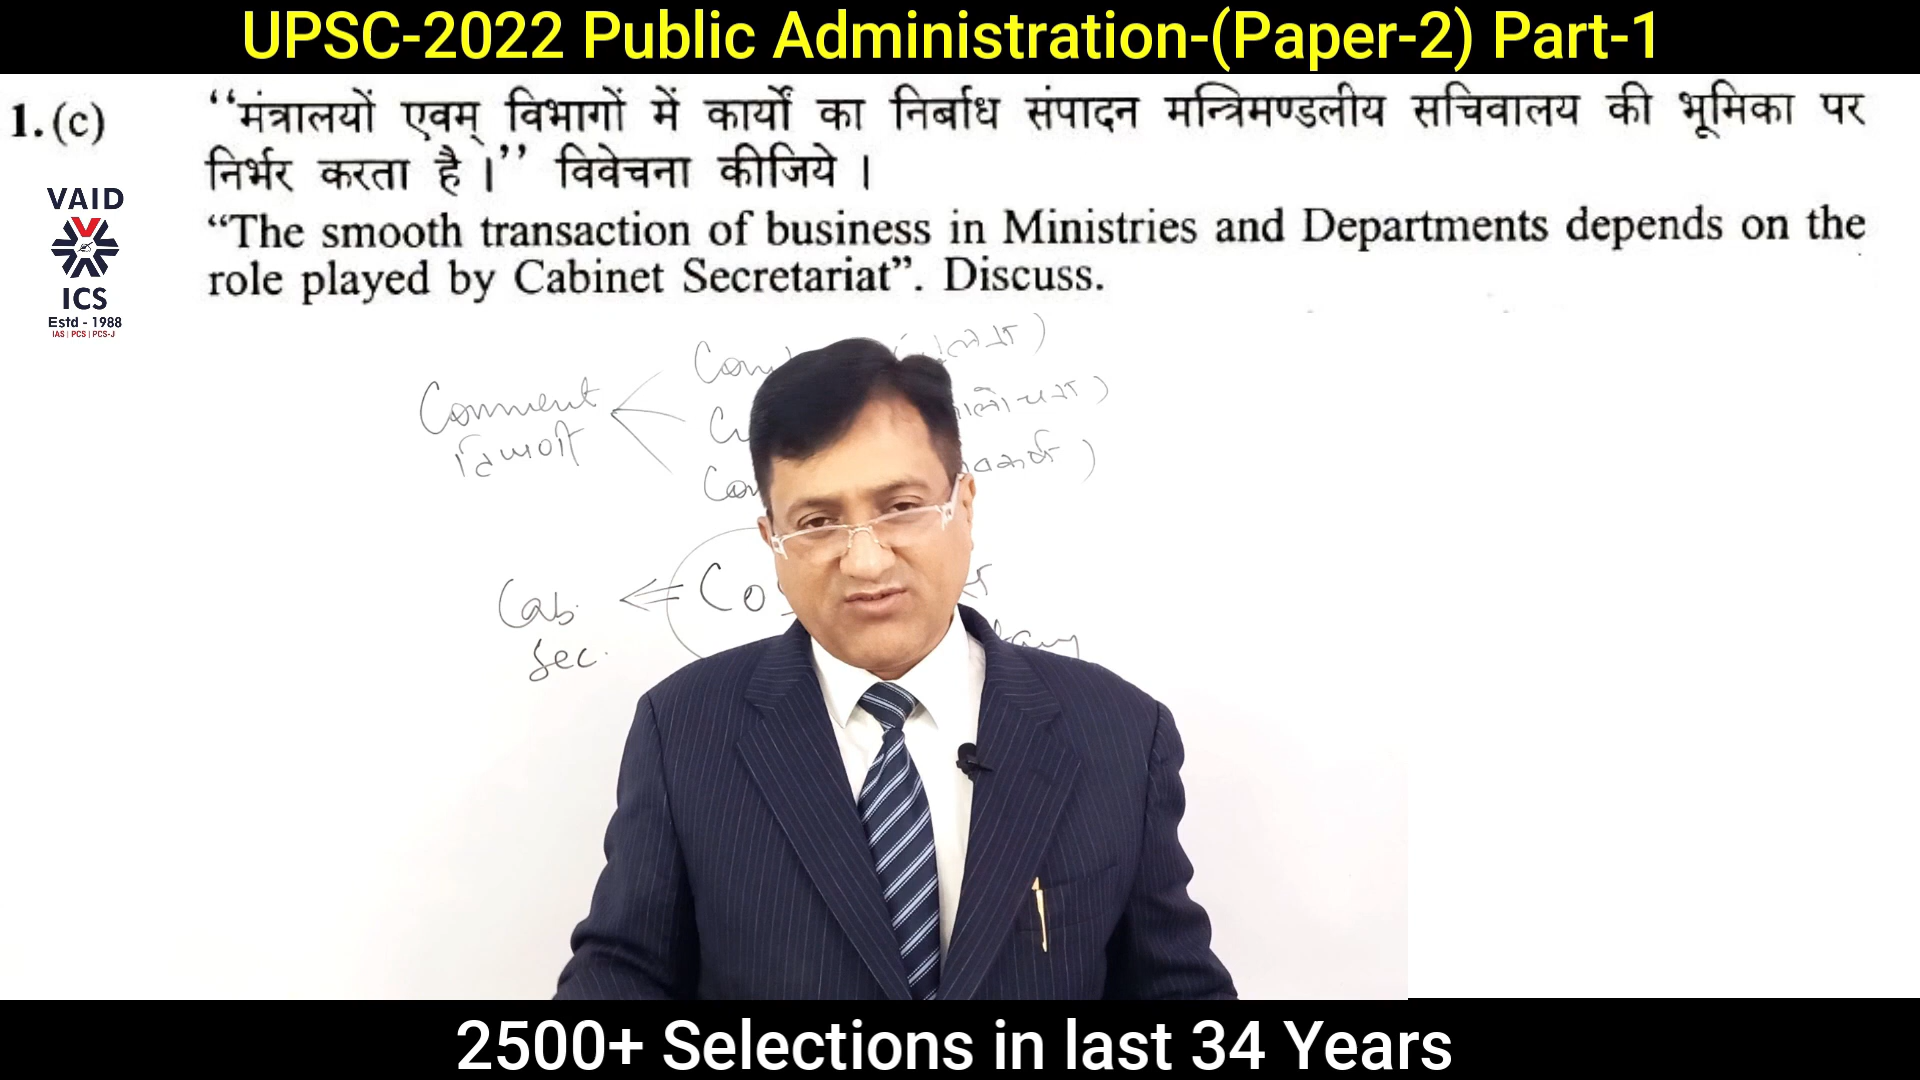 UPSC-2022 Public Administration-(Paper-2) Part-1
1. (c) ‘‘मंत्रालयों एवम् विभागों में कार्यों का निर्बाध संपादन मन्त्रिमण्डलीय सचिवालय की भूमिका पर
निर्भर करता है ।’’ विवेचना कीजिये ।
“The smooth transaction of business in Ministries and Departments depends on the
role played by Cabinet Secretariat”. Discuss.
VAID
ICS
Estd - 1988
IAS | PCS | PCS-J
Comment
Cab.
Sec.
2500+ Selections in last 34 Years